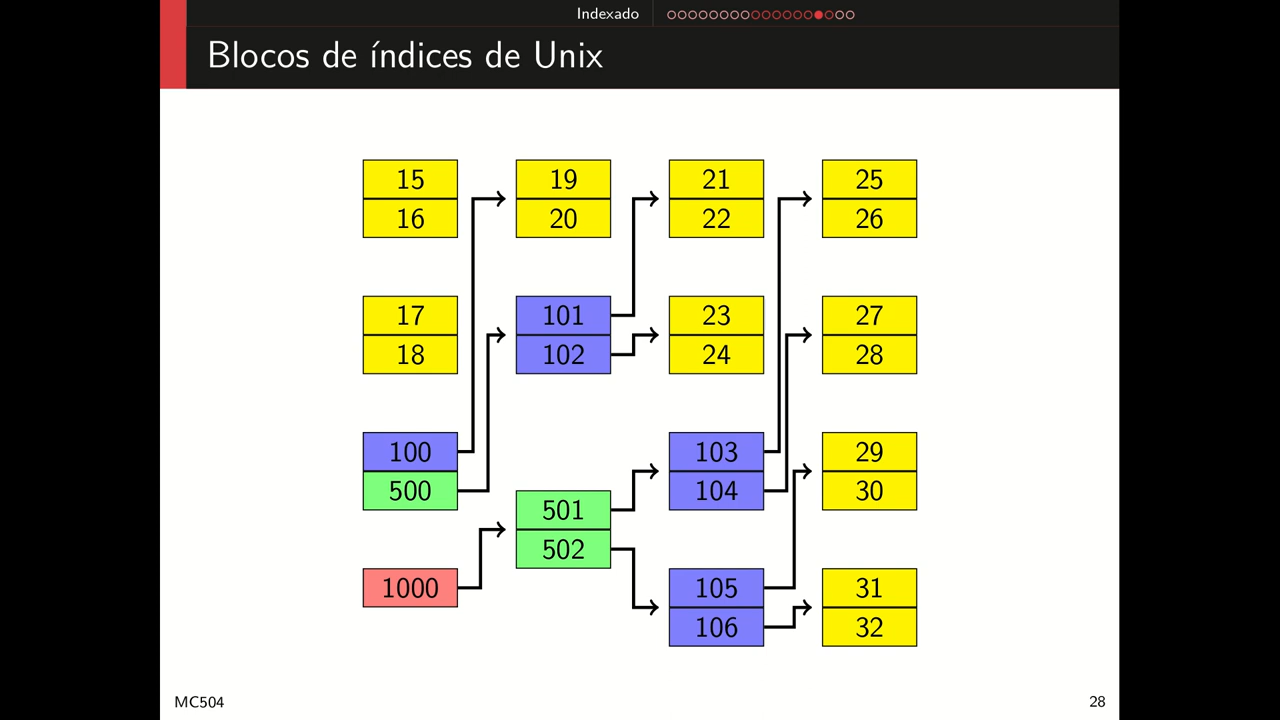 Indexado
Blocos de índices de Unix
15 19 21 25
16 20 22 26
17 101 23 27
18 102 24 28
100 103 29
500 104 30
501
502
1000 105 31
106 32
MC504 28